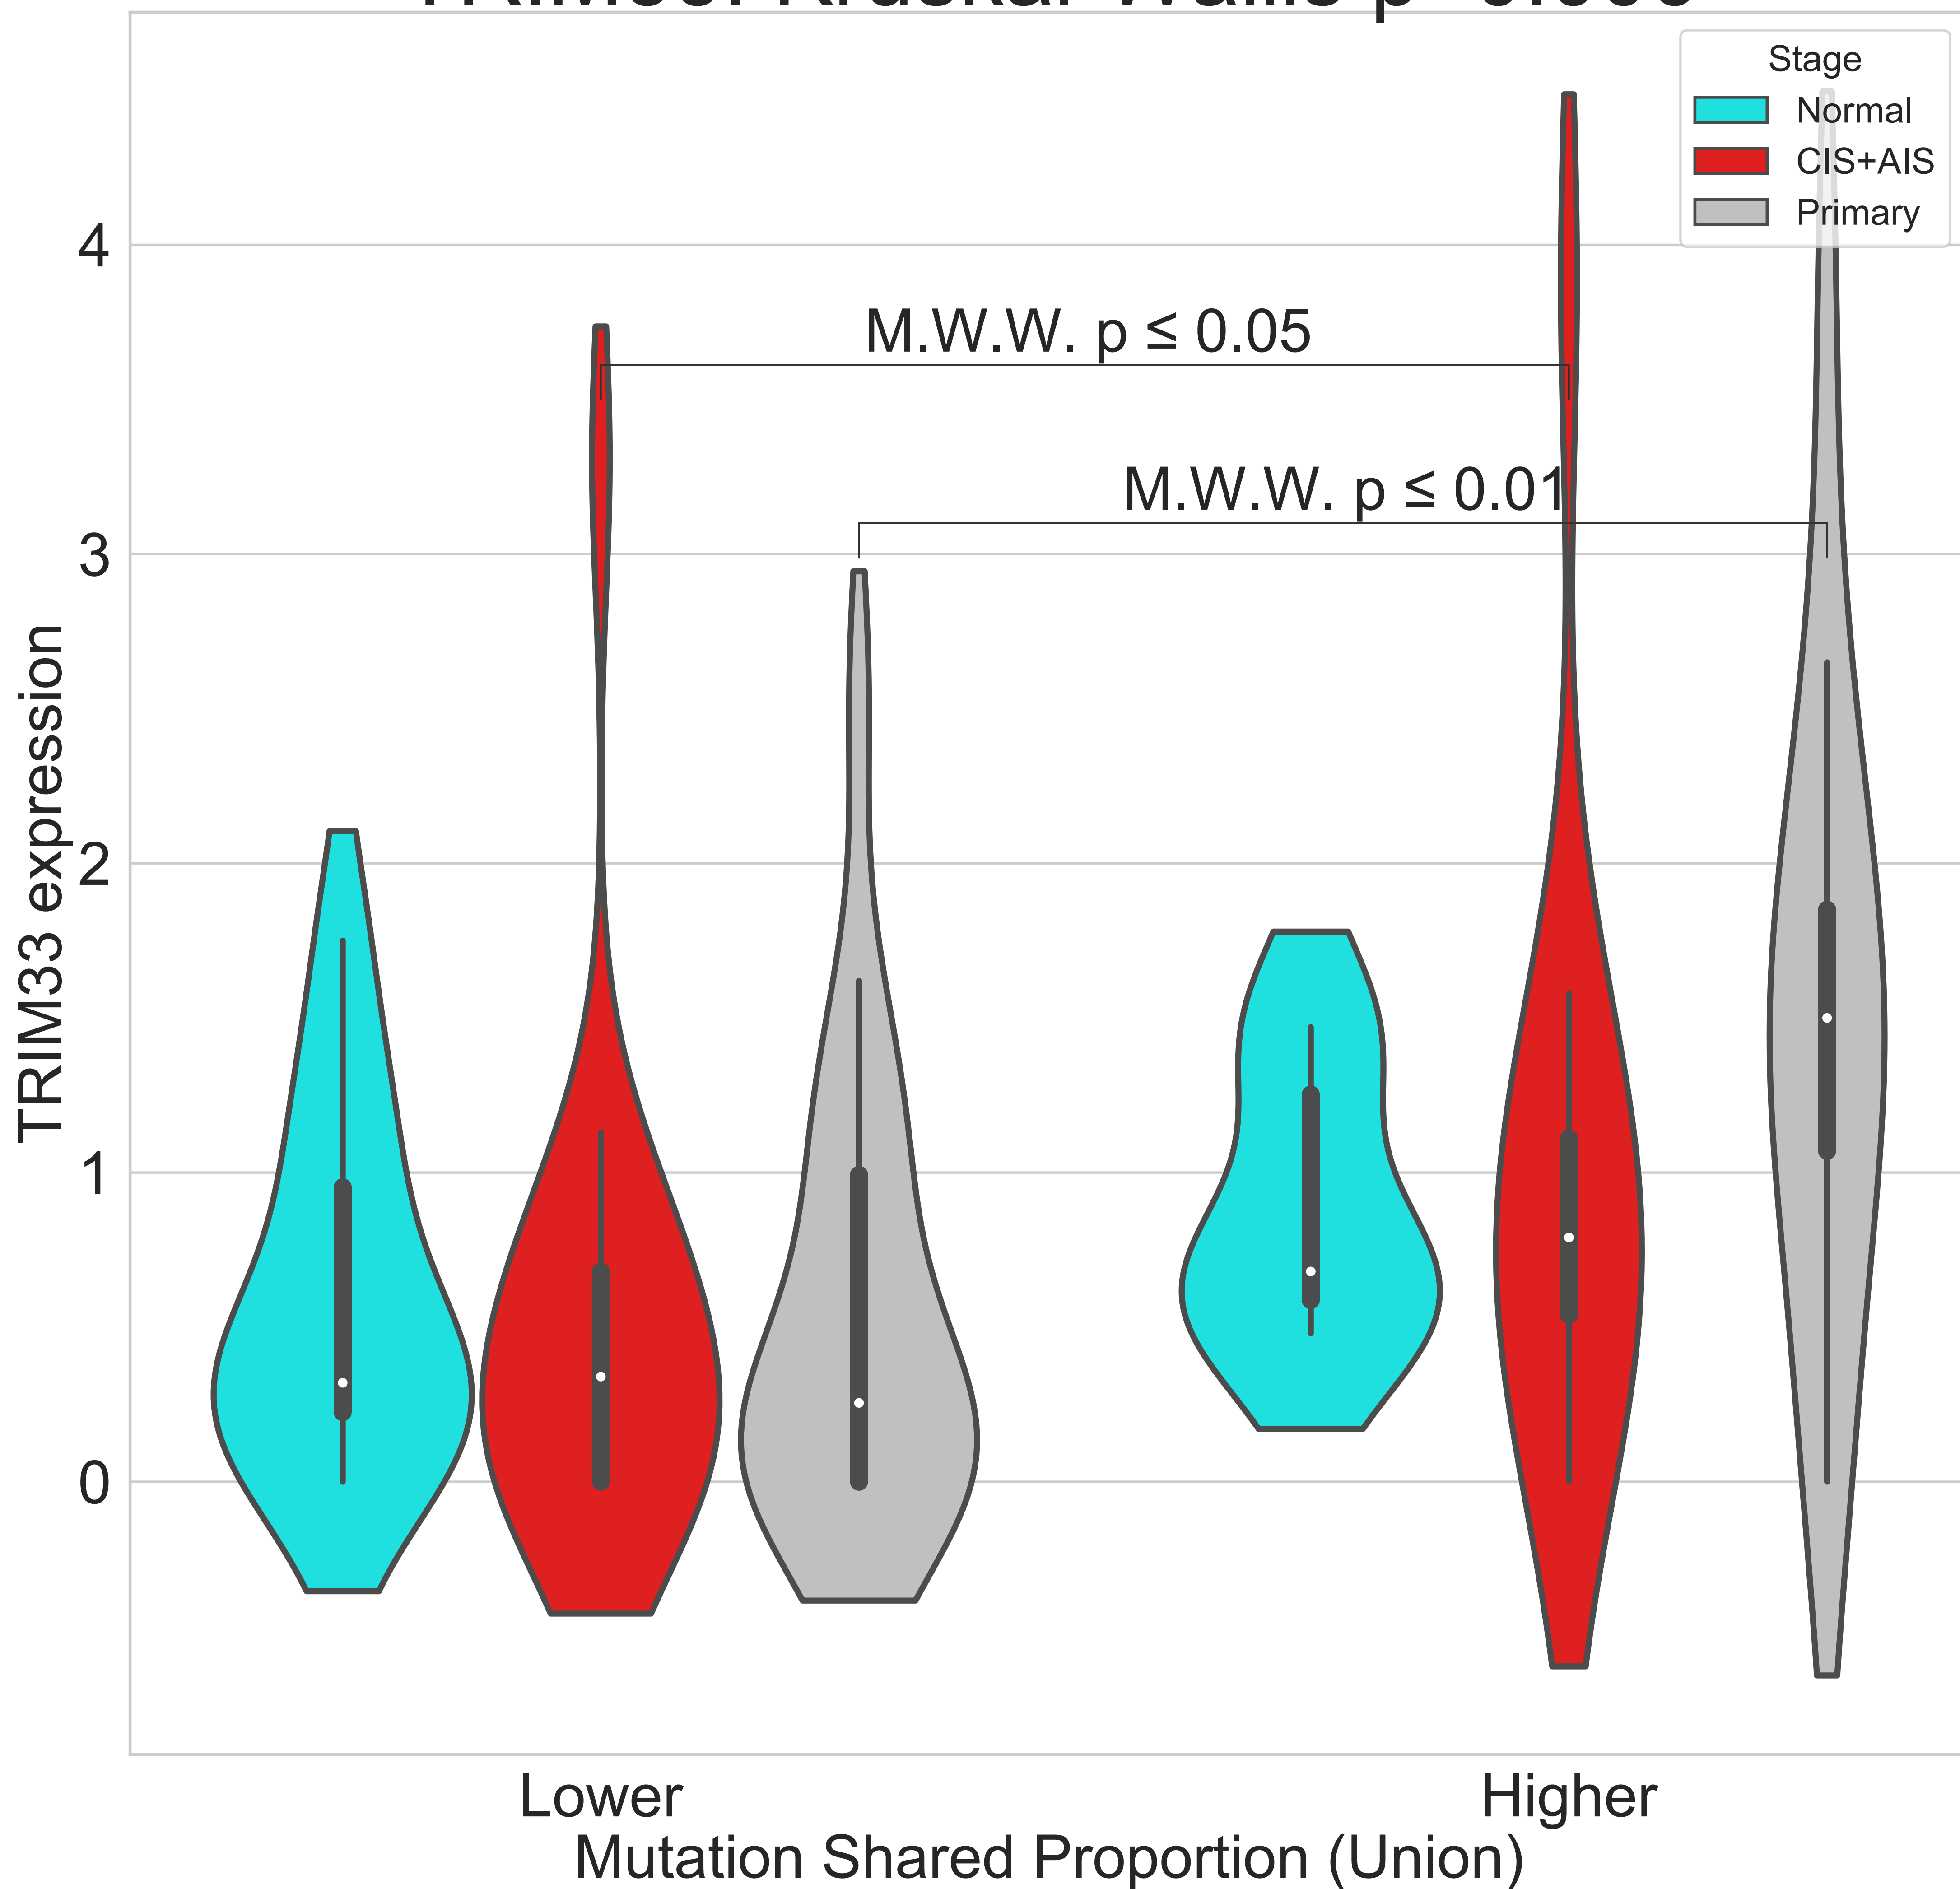 Stage
Normal
CIS+AIS
Primary
4
M.W.W. p ≤ 0.05
M.W.W. p ≤ 0.01
3
TRIM33 expression
2
1
0
Lower
Higher
Mutation Shared Proportion (Union)